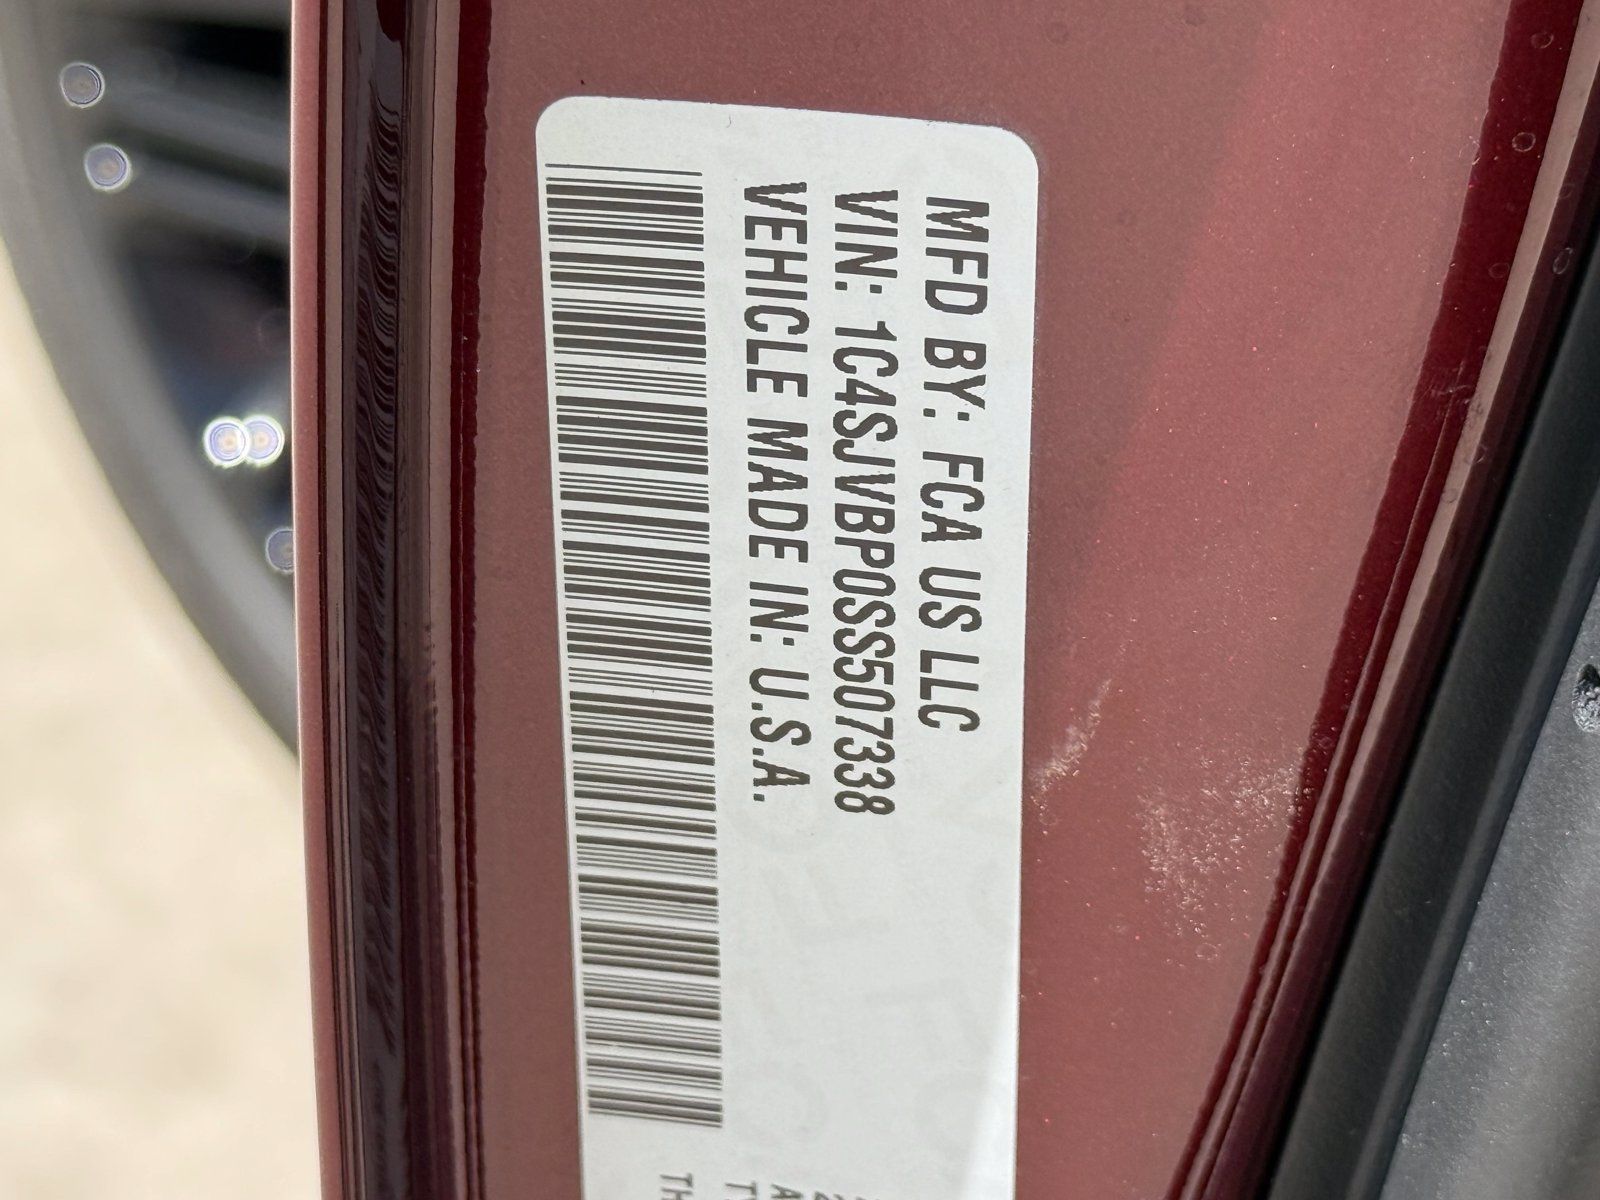 MFD BY: FCA US LLC
VIN: 1C4SJVBP0SS507338
VEHICLE MADE IN: U.S.A.